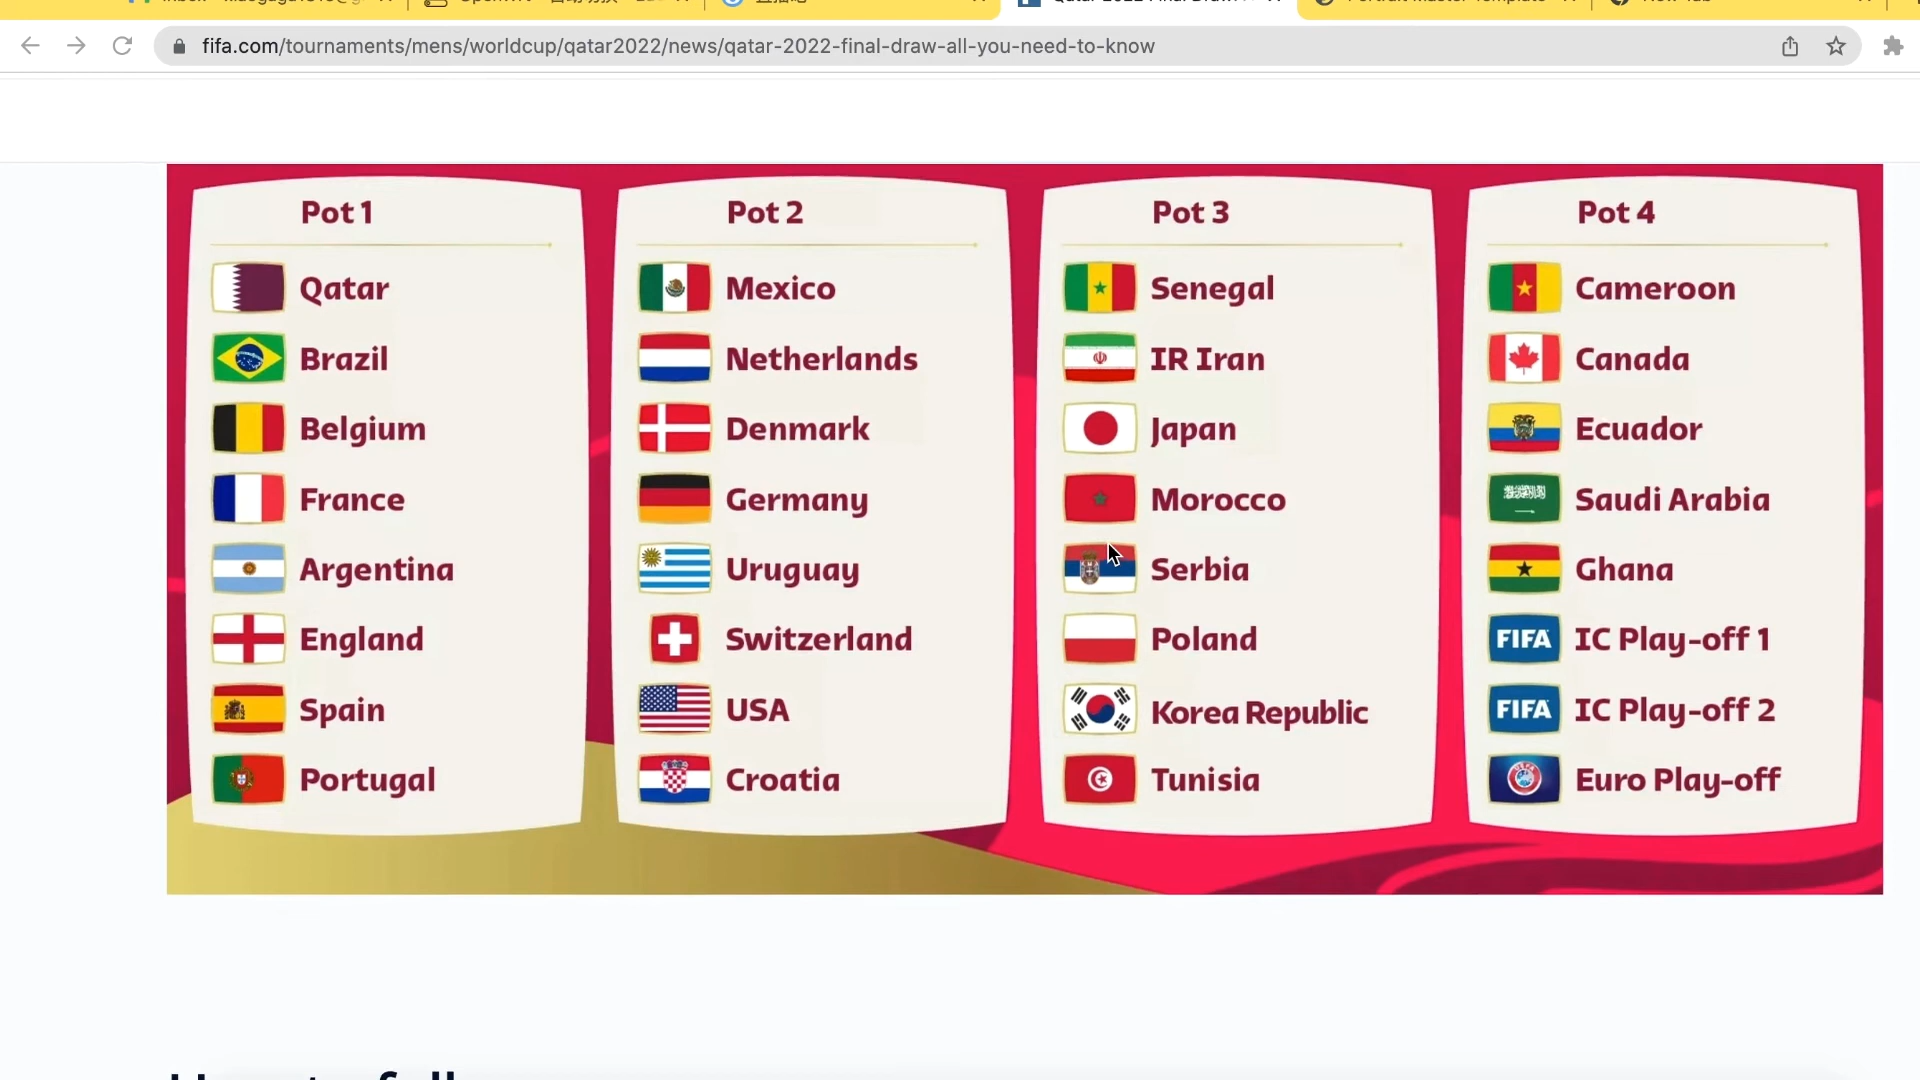 fifa.com/tournaments/mens/worldcup/qatar2022/news/qatar-2022-final-draw-all-you-need-to-know
Pot 1
Qatar
Brazil
Belgium
France
Argentina
England
Spain
Portugal
Pot 2
Mexico
Netherlands
Denmark
Germany
Uruguay
Switzerland
USA
Croatia
Pot 3
Senegal
IR Iran
Japan
Morocco
Serbia
Poland
Korea Republic
Tunisia
Pot 4
Cameroon
Canada
Ecuador
Saudi Arabia
Ghana
FIFA IC Play-off 1
FIFA IC Play-off 2
Euro Play-off